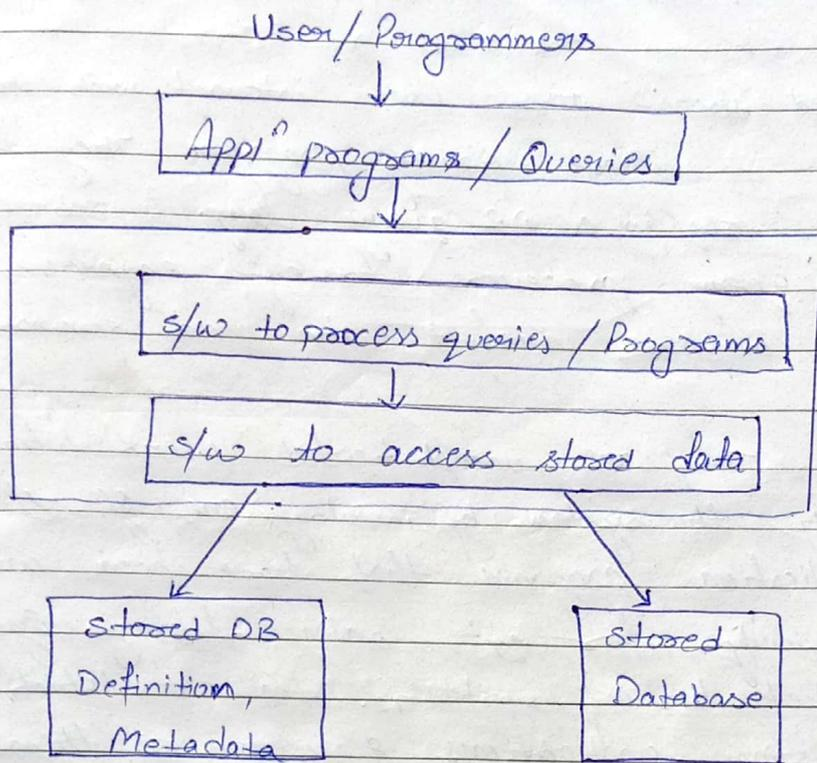 User/Programmers
Applⁿ programs / Queries
s/w to process queries / Programs
s/w to access stored data
stored DB
Definition,
Metadata
stored
Database